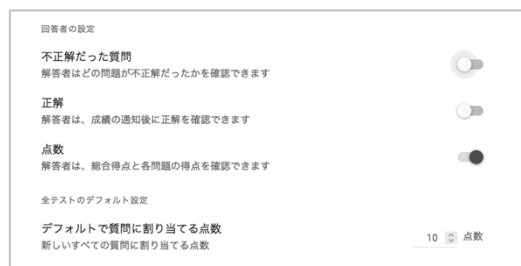 回答者の設定
不正解だった質問
解答者はどの問題が不正解だったかを確認できます
正解
解答者は、成績の通知後に正解を確認できます
点数
解答者は、総合得点と各問題の得点を確認できます
全テストのデフォルト設定
デフォルトで質問に割り当てる点数
10 点数
新しいすべての質問に割り当てる点数